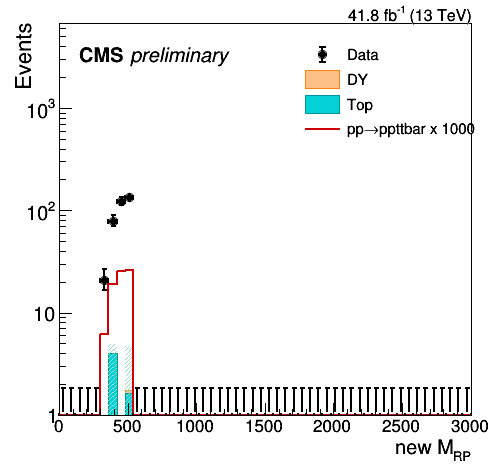 41.8 fb⁻¹ (13 TeV)
Events
CMS preliminary
Data
DY
Top
pp→ppttbar x 1000
10³
10²
10
1
0 500 1000 1500 2000 2500 3000
new M_RP